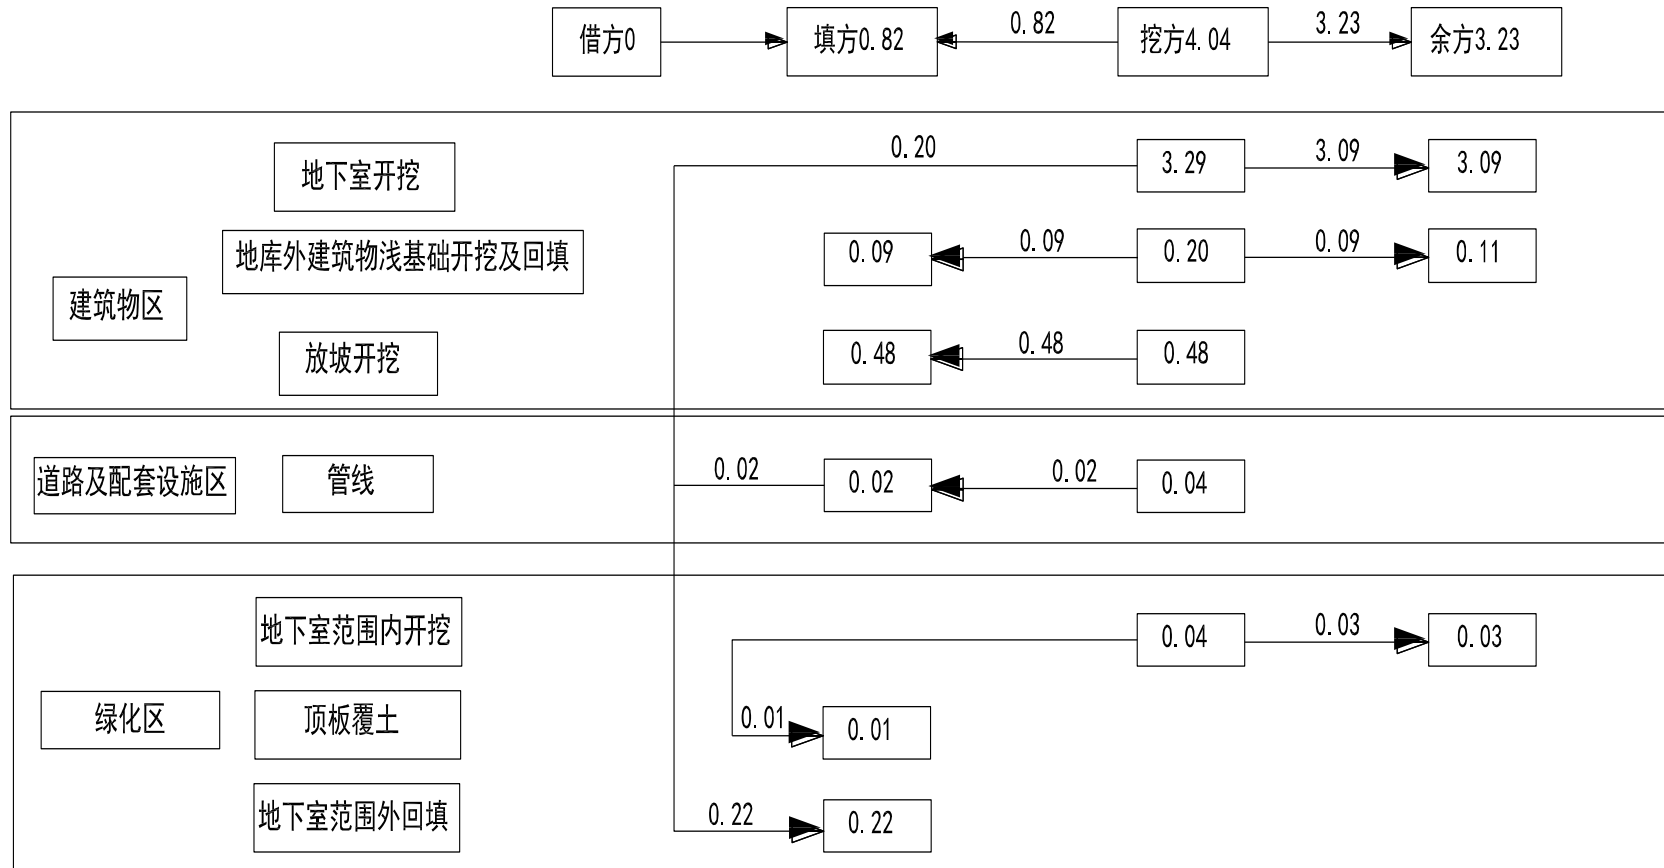 借方0
填方0.82
0.82
挖方4.04
3.23
余方3.23
地下室开挖
0.20
3.29
3.09
3.09
地库外建筑物浅基础开挖及回填
0.09
0.09
0.20
0.09
0.11
建筑物区
放坡开挖
0.48
0.48
0.48
道路及配套设施区
管线
0.02
0.02
0.02
0.04
地下室范围内开挖
0.04
0.03
0.03
绿化区
顶板覆土
0.01
0.01
地下室范围外回填
0.22
0.22